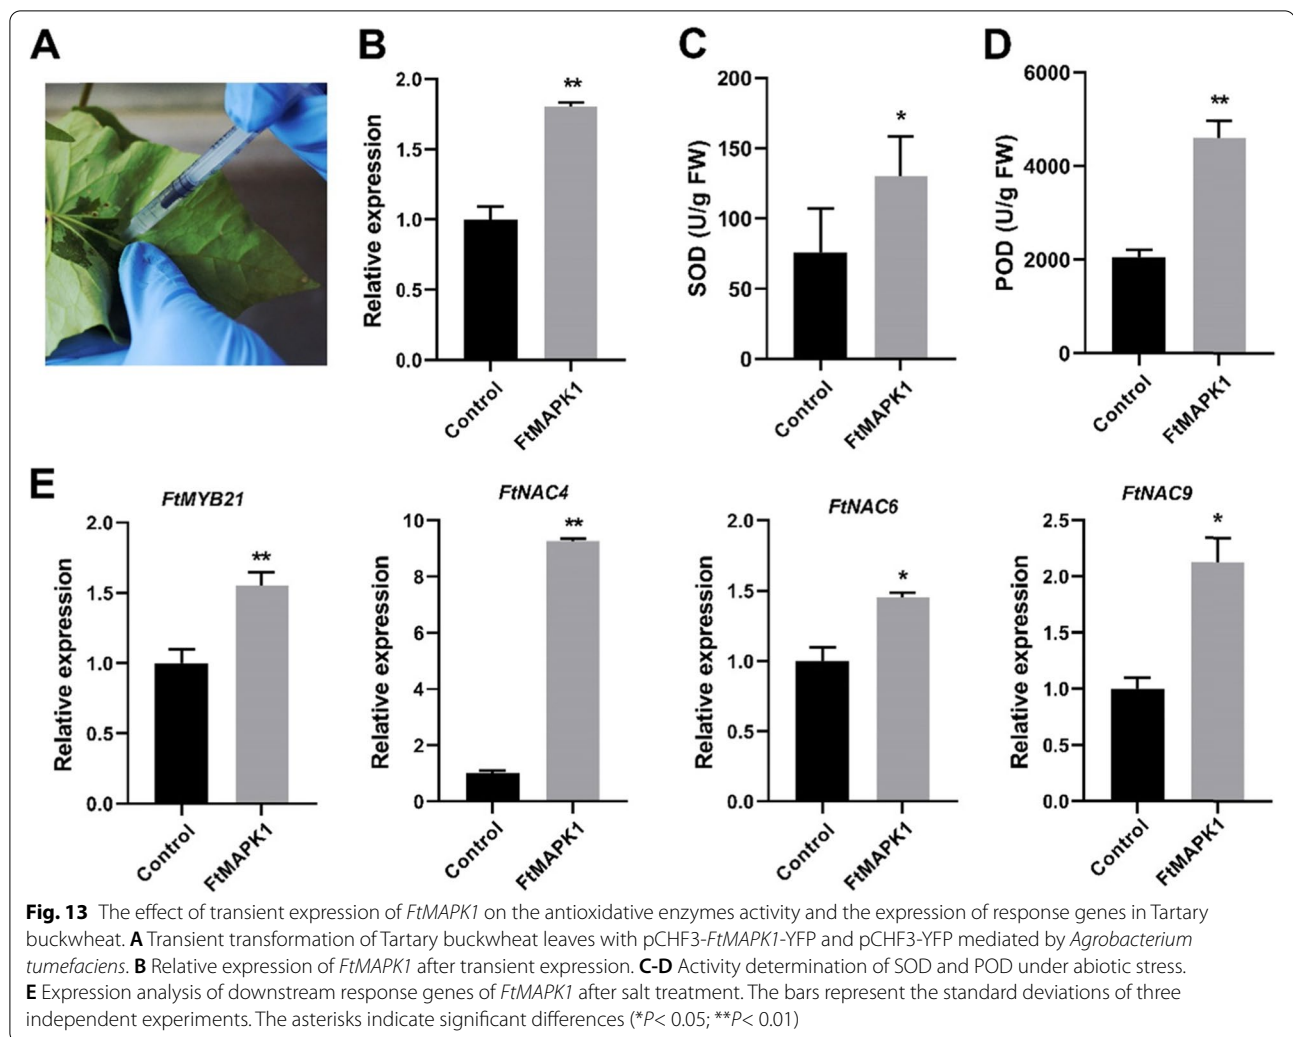 A
B
C
D
Relative expression
2.0
1.5
1.0
0.5
0.0
**
Control
FtMAPK1
SOD (U/g FW)
200
150
100
50
0
*
Control
FtMAPK1
POD (U/g FW)
6000
4000
2000
0
**
Control
FtMAPK1
E
FtMYB21
Relative expression
2.0
1.5
1.0
0.5
0.0
**
Control
FtMAPK1
FtNAC4
Relative expression
10
8
6
4
2
0
**
Control
FtMAPK1
FtNAC6
Relative expression
2.0
1.5
1.0
0.5
0.0
*
Control
FtMAPK1
FtNAC9
Relative expression
2.5
2.0
1.5
1.0
0.5
0.0
*
Control
FtMAPK1
Fig. 13 The effect of transient expression of FtMAPK1 on the antioxidative enzymes activity and the expression of response genes in Tartary
buckwheat. A Transient transformation of Tartary buckwheat leaves with pCHF3-FtMAPK1-YFP and pCHF3-YFP mediated by Agrobacterium
tumefaciens. B Relative expression of FtMAPK1 after transient expression. C-D Activity determination of SOD and POD under abiotic stress.
E Expression analysis of downstream response genes of FtMAPK1 after salt treatment. The bars represent the standard deviations of three
independent experiments. The asterisks indicate significant differences (*P< 0.05; **P< 0.01)